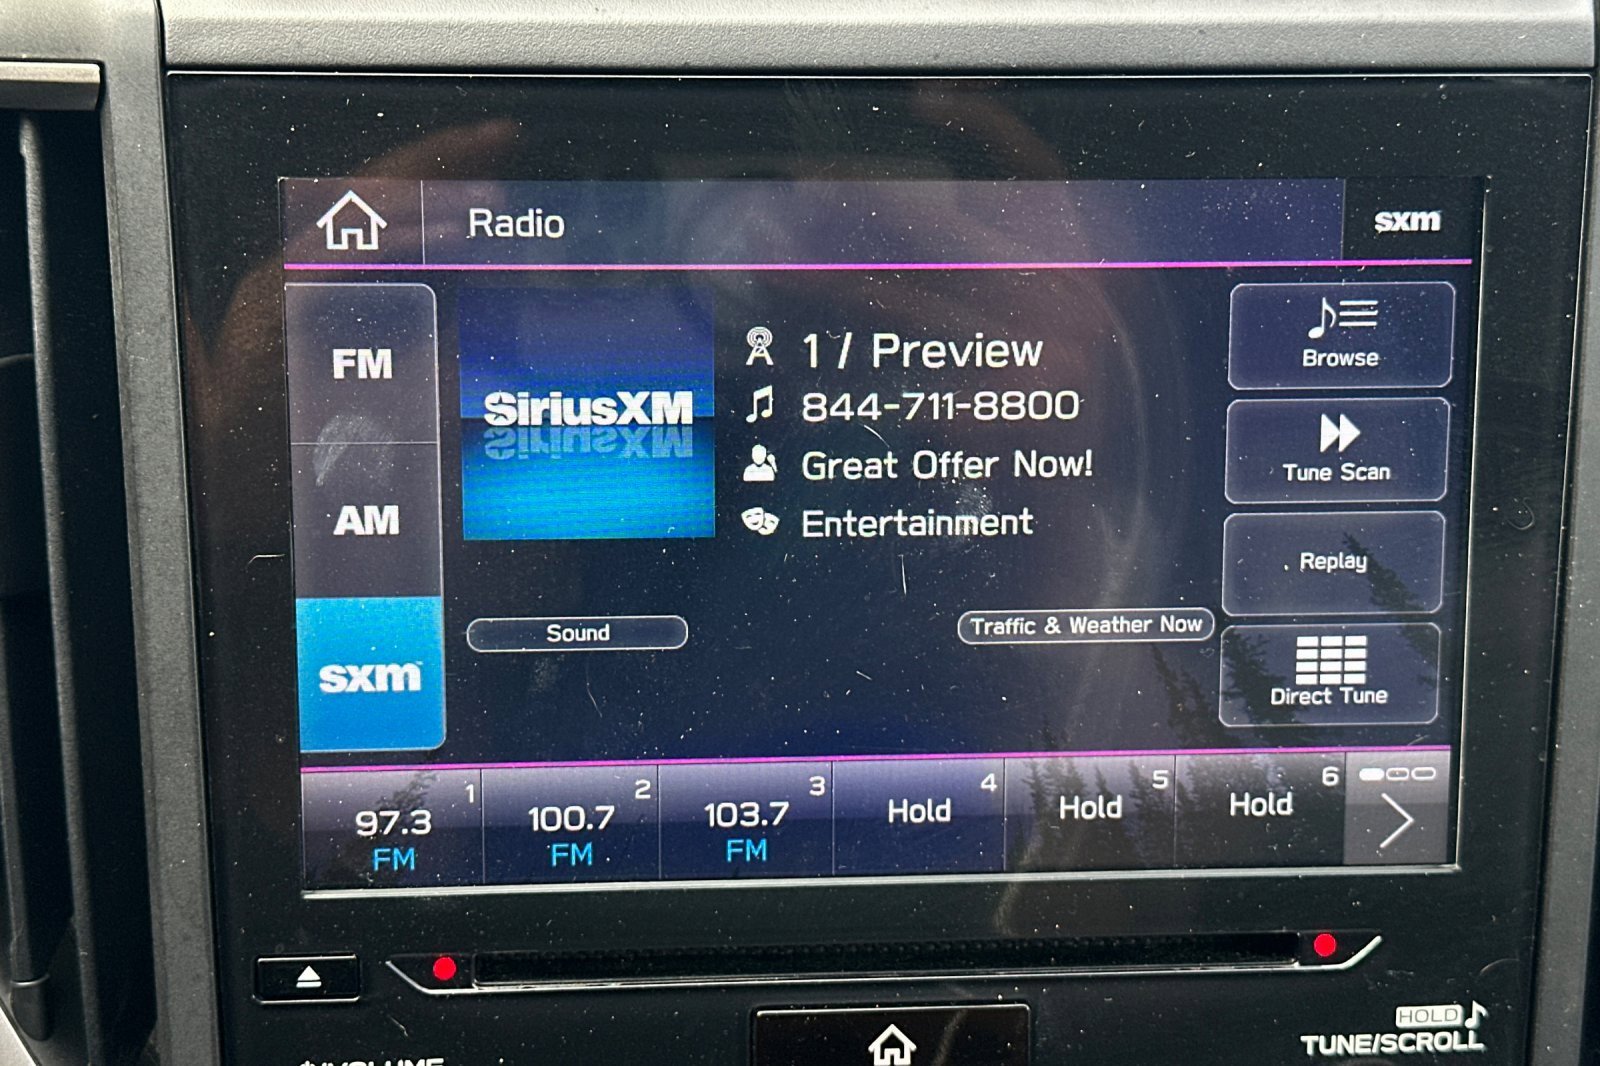 Radio
sxm
FM
AM
sxm
SiriusXM
1 / Preview
844-711-8800
Great Offer Now!
Entertainment
Sound
Traffic & Weather Now
Browse
Tune Scan
Replay
Direct Tune
1
97.3
FM
2
100.7
FM
3
103.7
FM
4
Hold
5
Hold
6
Hold
HOLD
TUNE/SCROLL
VOLUME